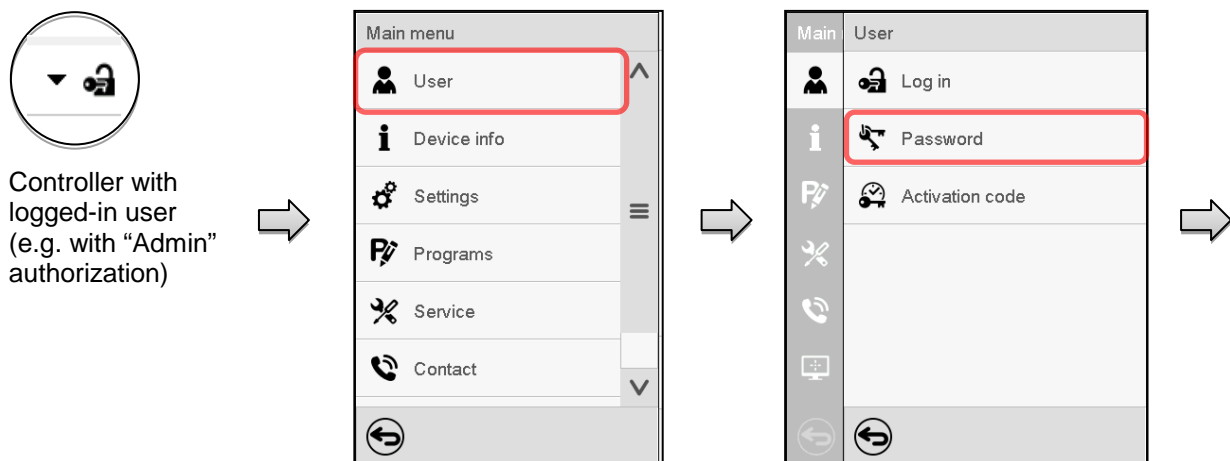 Controller with
logged-in user
(e.g. with “Admin”
authorization)
Main menu
User
Device info
Settings
Programs
Service
Contact
Main
User
Log in
Password
Activation code